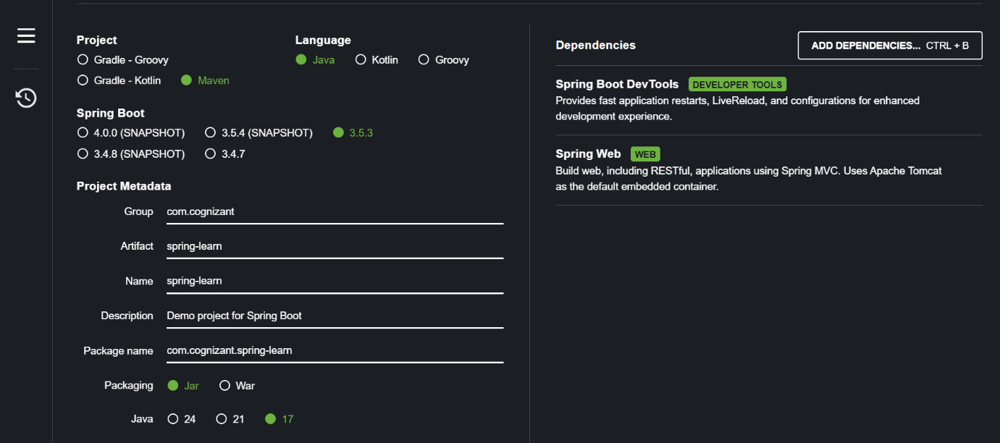 Project
Gradle - Groovy
Gradle - Kotlin Maven
Language
Java Kotlin Groovy
Spring Boot
4.0.0 (SNAPSHOT) 3.5.4 (SNAPSHOT) 3.5.3
3.4.8 (SNAPSHOT) 3.4.7
Project Metadata
Group com.cognizant
Artifact spring-learn
Name spring-learn
Description Demo project for Spring Boot
Package name com.cognizant.spring-learn
Packaging Jar War
Java 24 21 17
Dependencies ADD DEPENDENCIES... CTRL + B
Spring Boot DevTools DEVELOPER TOOLS
Provides fast application restarts, LiveReload, and configurations for enhanced
development experience.
Spring Web WEB
Build web, including RESTful, applications using Spring MVC. Uses Apache Tomcat
as the default embedded container.